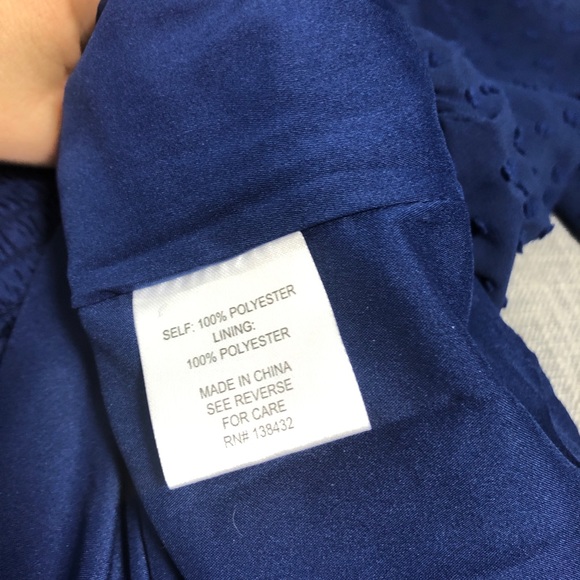 SELF: 100% POLYESTER
LINING:
100% POLYESTER
MADE IN CHINA
SEE REVERSE
FOR CARE
RN# 138432